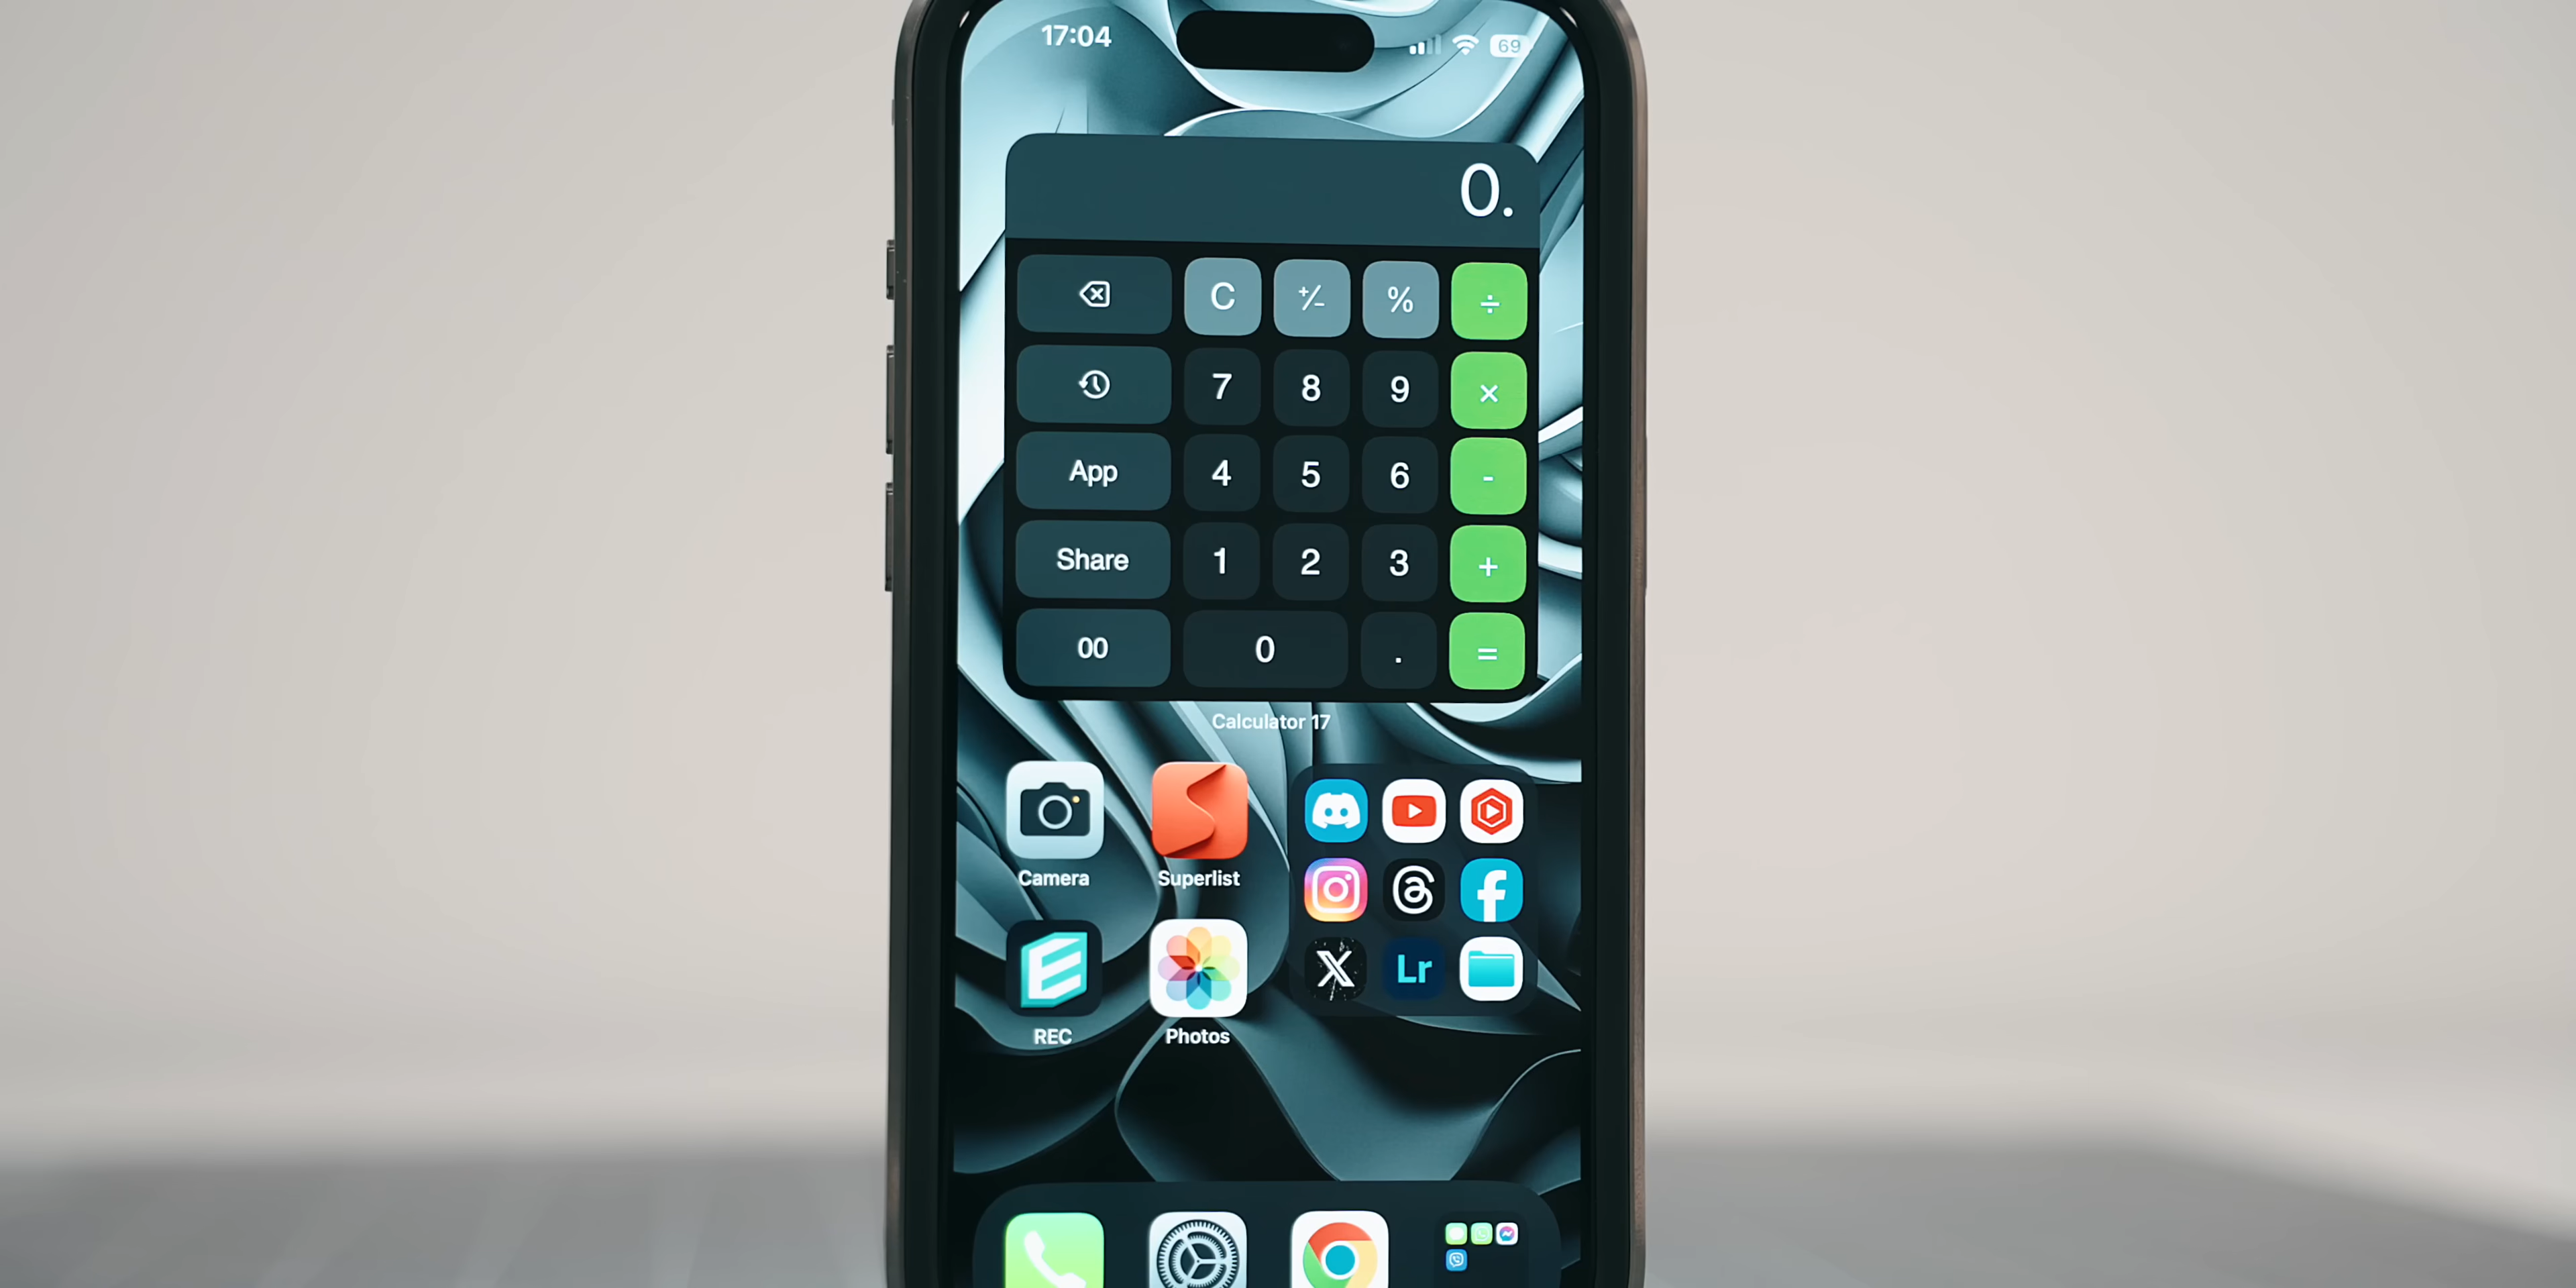 17:04 69
0.
C +/- % ÷
7 8 9 ×
App 4 5 6 -
Share 1 2 3 +
00 0 . =
Calculator 17
Camera Superlist
Lr
REC Photos